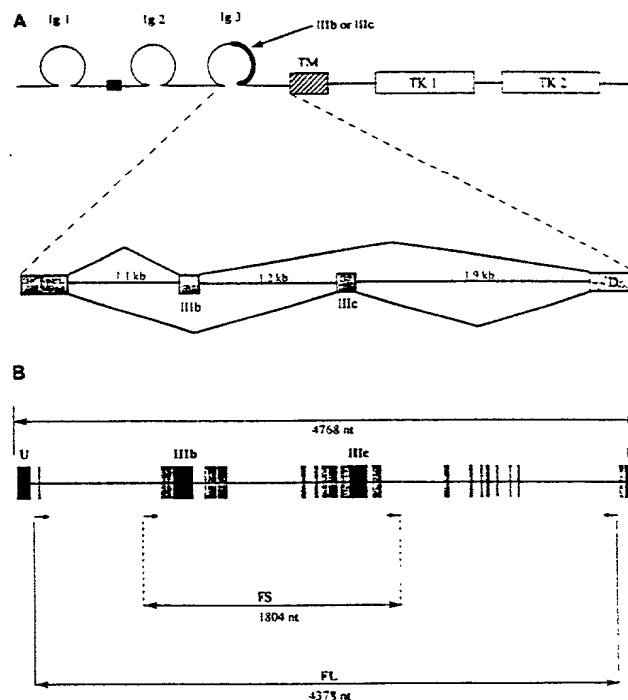 A
Ig 1
Ig 2
Ig 3
IIIb or IIIc
TM
TK 1
TK 2
1.1 kb
1.2 kb
1.9 kb
IIIb
IIIc
D
B
4768 nt
U
IIIb
IIIc
FS
1804 nt
FL
4378 nt